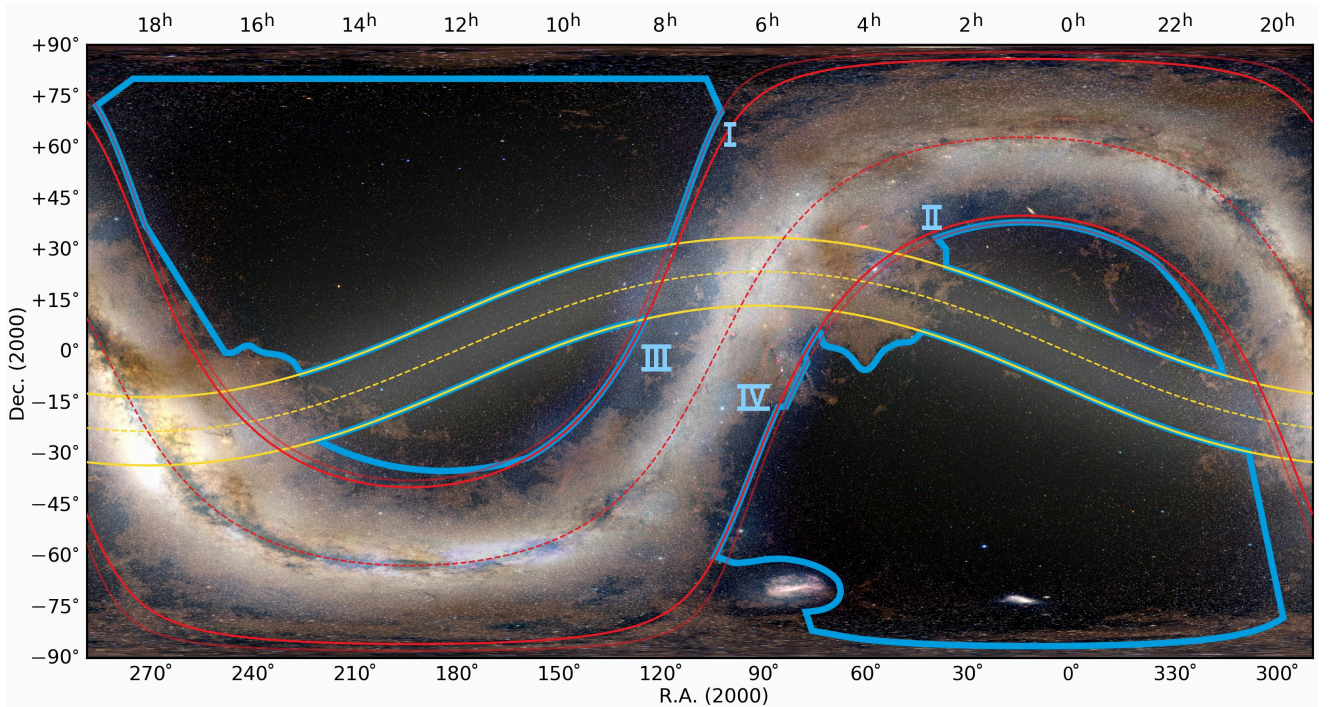 18h 16h 14h 12h 10h 8h 6h 4h 2h 0h 22h 20h
+90°
+75°
+60°
+45°
+30°
+15°
0°
−15°
−30°
−45°
−60°
−75°
−90°
Dec. (2000)
I
II
III
IV
270° 240° 210° 180° 150° 120° 90° 60° 30° 0° 330° 300°
R.A. (2000)